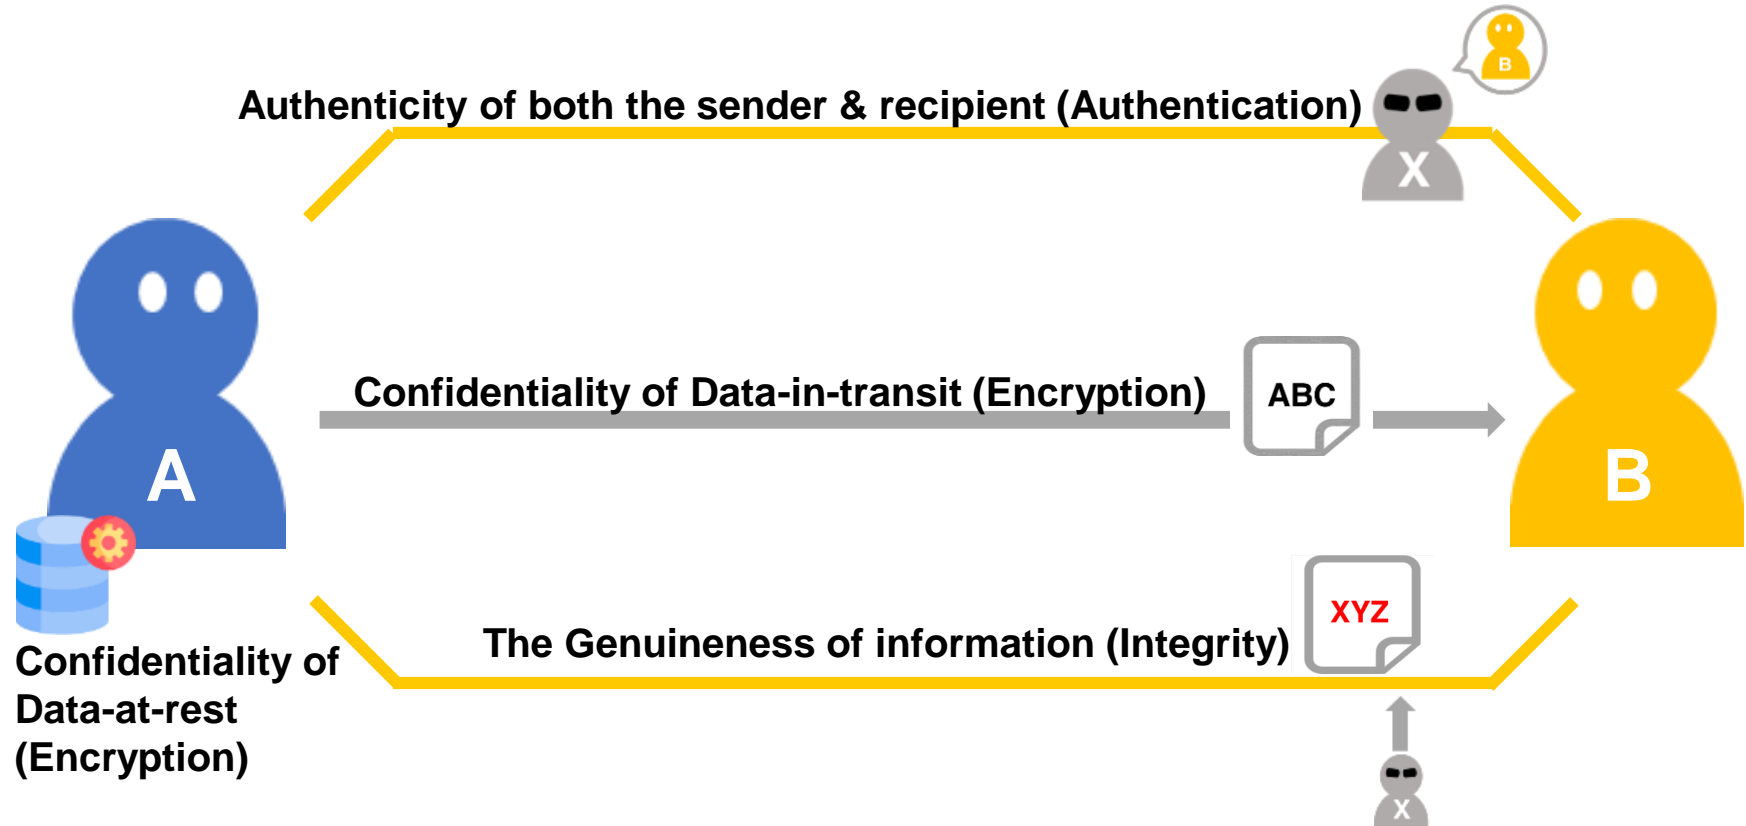 B
Authenticity of both the sender & recipient (Authentication)
X
Confidentiality of Data-in-transit (Encryption)
ABC
A
B
XYZ
The Genuineness of information (Integrity)
Confidentiality of
Data-at-rest
(Encryption)
X